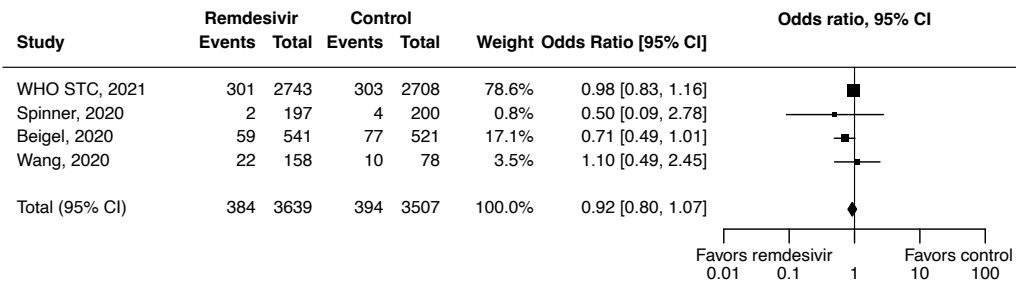 Remdesivir Control Odds ratio, 95% CI
Study Events Total Events Total Weight Odds Ratio [95% CI]
WHO STC, 2021 301 2743 303 2708 78.6% 0.98 [0.83, 1.16]
Spinner, 2020 2 197 4 200 0.8% 0.50 [0.09, 2.78]
Beigel, 2020 59 541 77 521 17.1% 0.71 [0.49, 1.01]
Wang, 2020 22 158 10 78 3.5% 1.10 [0.49, 2.45]
Total (95% CI) 384 3639 394 3507 100.0% 0.92 [0.80, 1.07]
Favors remdesivir Favors control
0.01 0.1 1 10 100